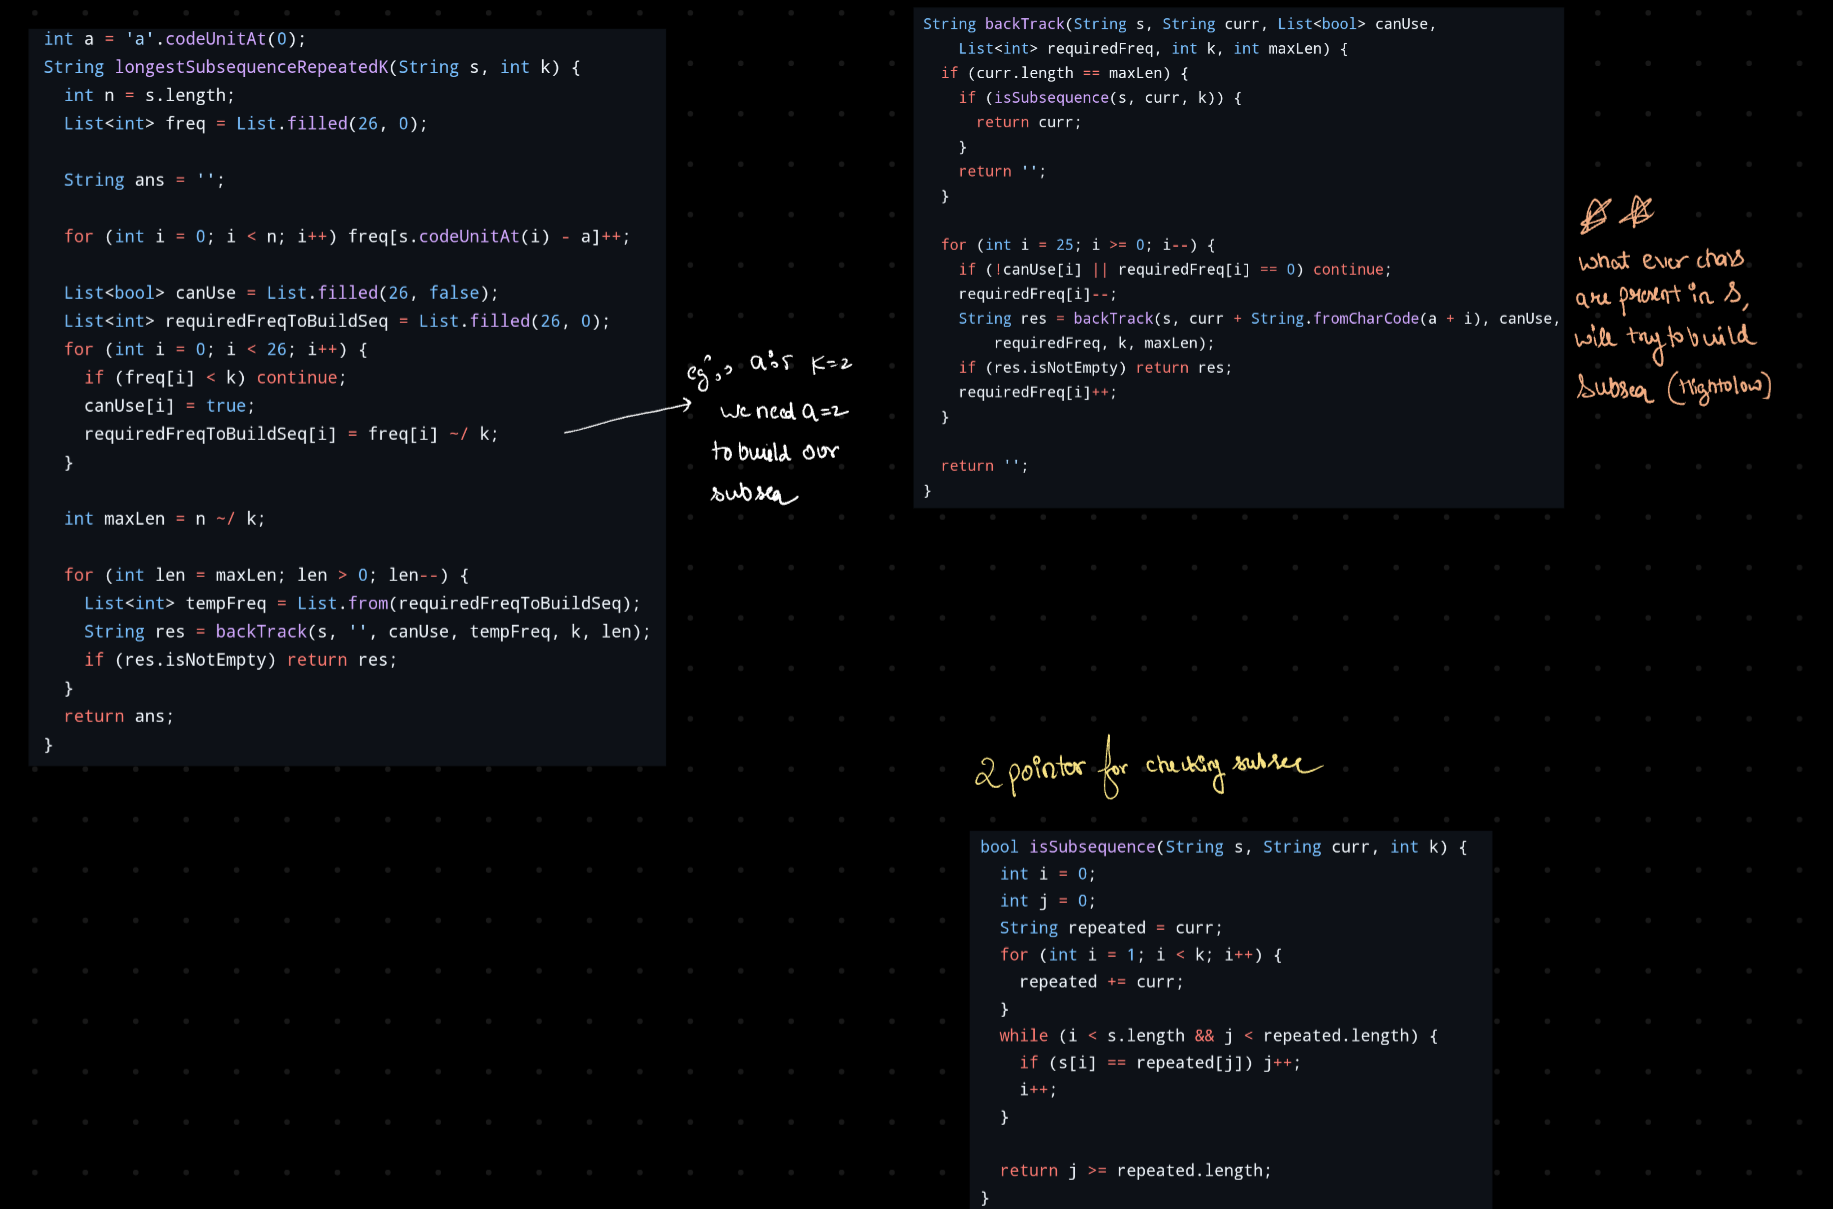 int a = 'a'.codeUnitAt(0);
String longestSubsequenceRepeatedK(String s, int k) {
  int n = s.length;
  List<int> freq = List.filled(26, 0);
  String ans = '';
  for (int i = 0; i < n; i++) freq[s.codeUnitAt(i) - a]++;
  List<bool> canUse = List.filled(26, false);
  List<int> requiredFreqToBuildSeq = List.filled(26, 0);
  for (int i = 0; i < 26; i++) {
    if (freq[i] < k) continue;
    canUse[i] = true;
    requiredFreqToBuildSeq[i] = freq[i] ~/ k;
  }
  int maxLen = n ~/ k;
  for (int len = maxLen; len > 0; len--) {
    List<int> tempFreq = List.from(requiredFreqToBuildSeq);
    String res = backTrack(s, '', canUse, tempFreq, k, len);
    if (res.isNotEmpty) return res;
  }
  return ans;
}
eg:, a:5 K=2
we need a=2
to build our
subseq
String backTrack(String s, String curr, List<bool> canUse,
    List<int> requiredFreq, int k, int maxLen) {
  if (curr.length == maxLen) {
    if (isSubsequence(s, curr, k)) {
      return curr;
    }
    return '';
  }
  for (int i = 25; i >= 0; i--) {
    if (!canUse[i] || requiredFreq[i] == 0) continue;
    requiredFreq[i]--;
    String res = backTrack(s, curr + String.fromCharCode(a + i), canUse,
        requiredFreq, k, maxLen);
    if (res.isNotEmpty) return res;
    requiredFreq[i]++;
  }
  return '';
}
what ever chars
are present in S,
will try to build
Subseq (Hightolow)
2 pointer for checking subsec
bool isSubsequence(String s, String curr, int k) {
  int i = 0;
  int j = 0;
  String repeated = curr;
  for (int i = 1; i < k; i++) {
    repeated += curr;
  }
  while (i < s.length && j < repeated.length) {
    if (s[i] == repeated[j]) j++;
    i++;
  }
  return j >= repeated.length;
}